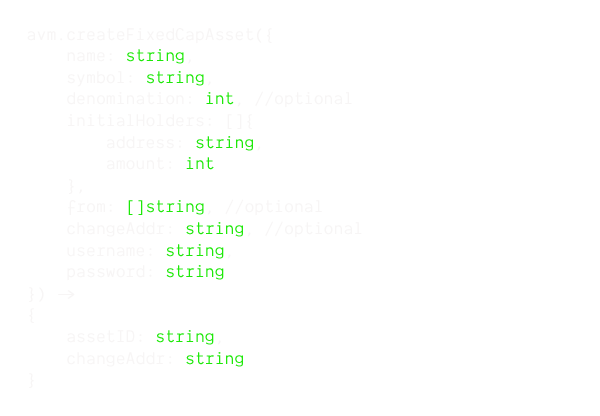 avm.createFixedCapAsset({
    name: string
    symbol: string
    denomination: int  //optional
    initialHolders: []{
        address: string
        amount: int
    },
    from: []string  //optional
    changeAddr: string  //optional
    username: string
    password: string
}) ->
{
    assetID: string
    changeAddr: string
}